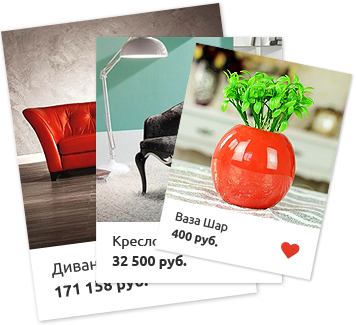 Диван
171 158 руб.
Кресло
32 500 руб.
Ваза Шар
400 руб.